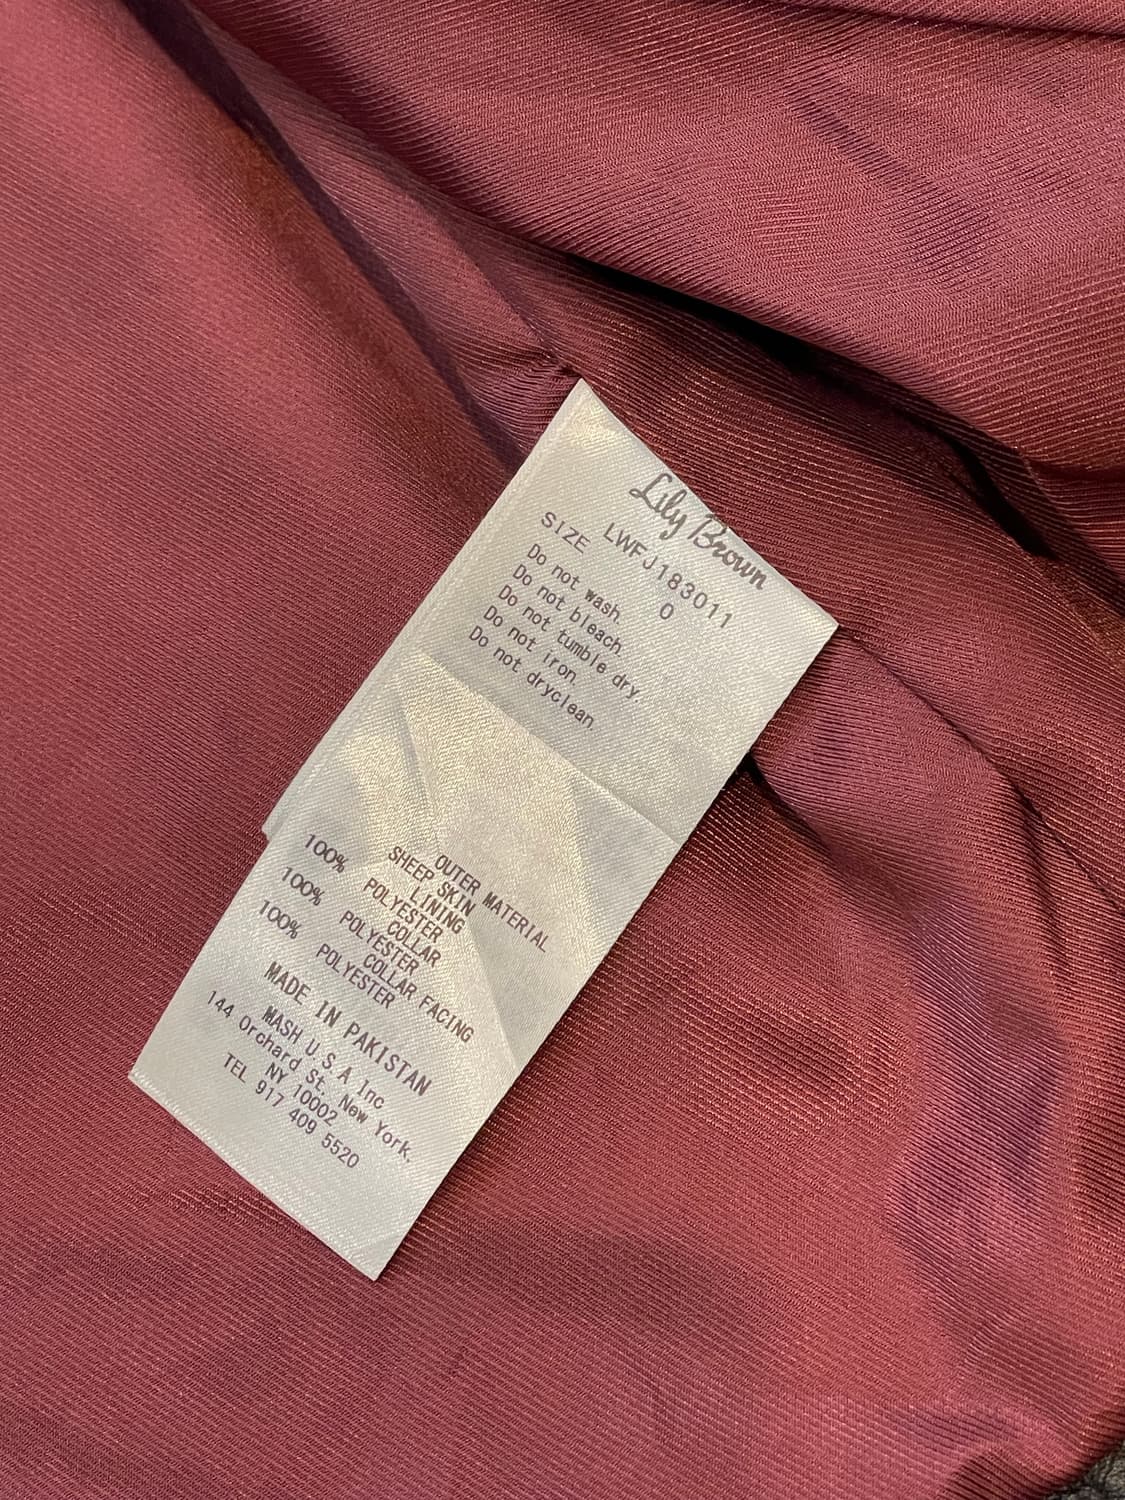 Lily Brown
LWFJ183011
SIZE 0
Do not wash.
Do not bleach.
Do not tumble dry.
Do not iron.
Do not dryclean.
OUTER MATERIAL
100% SHEEP SKIN
LINING
100% POLYESTER
COLLAR
100% POLYESTER
COLLAR FACING
POLYESTER
MADE IN PAKISTAN
MASH U.S.A Inc
144 Orchard St. New York,
NY 10002
TEL 917 409 5520